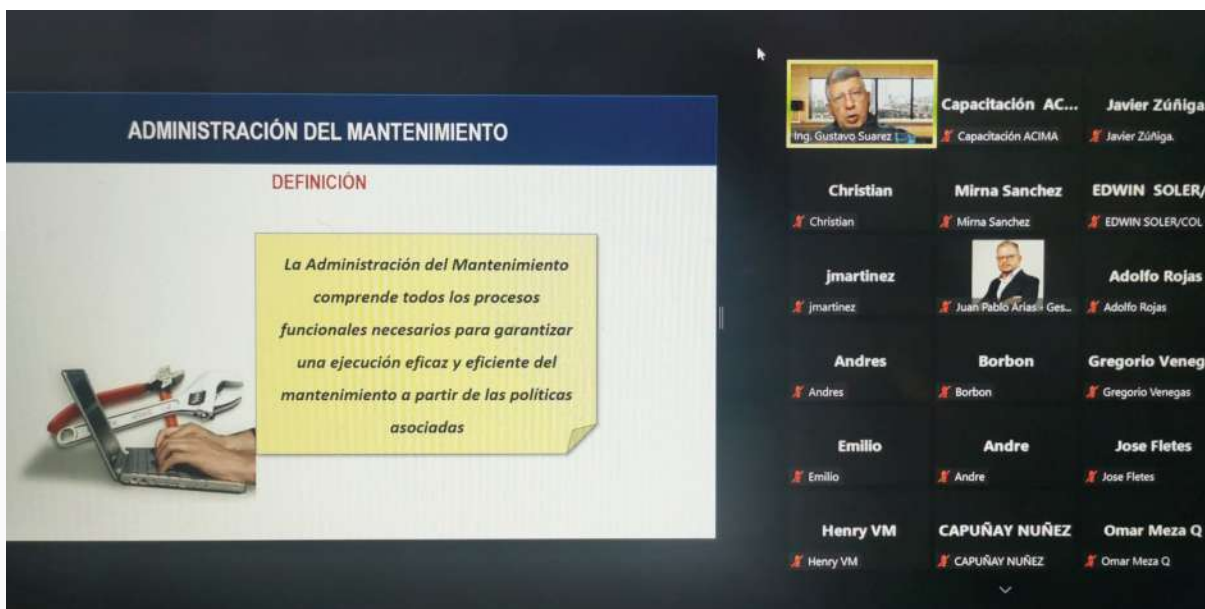 ADMINISTRACIÓN DEL MANTENIMIENTO
DEFINICIÓN
La Administración del Mantenimiento
comprende todos los procesos
funcionales necesarios para garantizar
una ejecución eficaz y eficiente del
mantenimiento a partir de las políticas
asociadas
Ing. Gustavo Suarez
Capacitación AC...
Capacitación ACIMA
Javier Zúñiga
Javier Zúñiga.
Christian
Christian
Mirna Sanchez
Mirna Sanchez
EDWIN SOLER/
EDWIN SOLER/COL
jmartinez
jmartinez
Juan Pablo Arias - Ges...
Adolfo Rojas
Adolfo Rojas
Andres
Andres
Borbon
Borbon
Gregorio Veneg
Gregorio Venegas
Emilio
Emilio
Andre
Andre
Jose Fletes
Jose Fletes
Henry VM
Henry VM
CAPUÑAY NUÑEZ
CAPUÑAY NUÑEZ
Omar Meza Q
Omar Meza Q